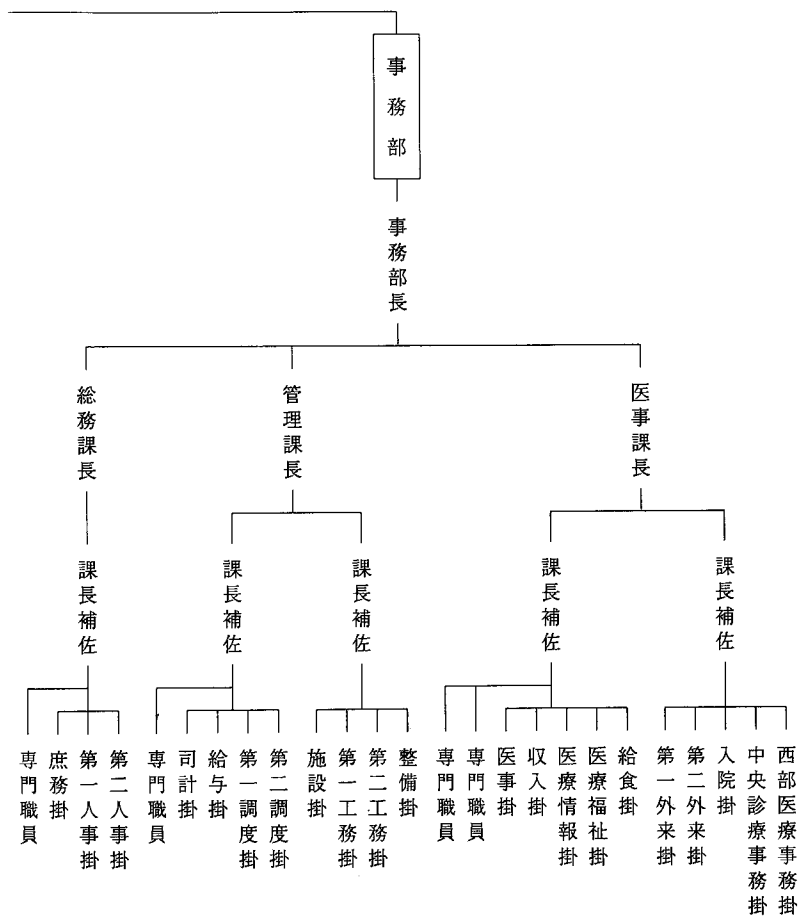 事務部
事務部長
総務課長
管理課長
医事課長
課長補佐
課長補佐
課長補佐
課長補佐
課長補佐
専門職員
庶務掛
第一人事掛
第二人事掛
専門職員
司計掛
給与掛
第一調度掛
第二調度掛
施設掛
第一工務掛
第二工務掛
整備掛
専門職員
専門職員
医事掛
収入掛
医療情報掛
医療福祉掛
給食掛
第一外来掛
第二外来掛
入院掛
中央診療事務掛
西部医療事務掛